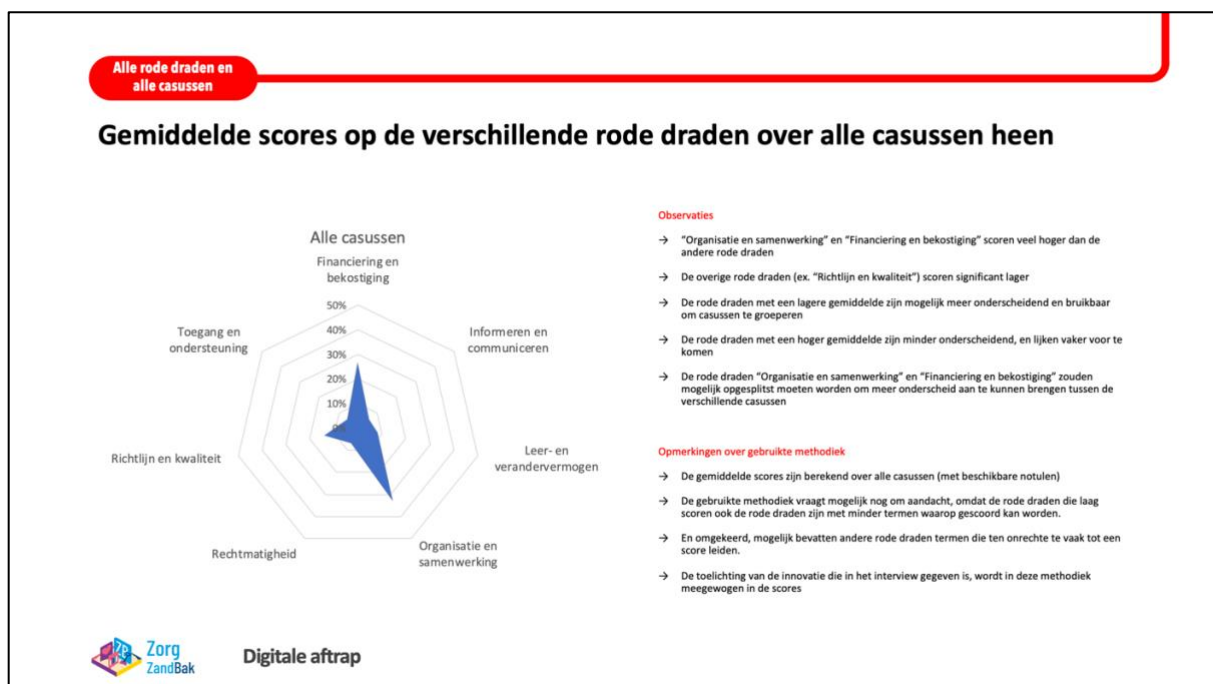 Alle rode draden en
alle casussen
Gemiddelde scores op de verschillende rode draden over alle casussen heen
Alle casussen
Financiering en
bekostiging
50%
40%
30%
20%
10%
0%
Informeren en
communiceren
Leer- en
verandervermogen
Organisatie en
samenwerking
Rechtmatigheid
Richtlijn en kwaliteit
Toegang en
ondersteuning
Observaties
→ “Organisatie en samenwerking” en “Financiering en bekostiging” scoren veel hoger dan de
andere rode draden
→ De overige rode draden (ex. “Richtlijn en kwaliteit”) scoren significant lager
→ De rode draden met een lagere gemiddelde zijn mogelijk meer onderscheidend en bruikbaar
om casussen te groeperen
→ De rode draden met een hoger gemiddelde zijn minder onderscheidend, en lijken vaker voor te
komen
→ De rode draden “Organisatie en samenwerking” en “Financiering en bekostiging” zouden
mogelijk opgesplitst moeten worden om meer onderscheid aan te kunnen brengen tussen de
verschillende casussen
Opmerkingen over gebruikte methodiek
→ De gemiddelde scores zijn berekend over alle casussen (met beschikbare notulen)
→ De gebruikte methodiek vraagt mogelijk nog om aandacht, omdat de rode draden die laag
scoren ook de rode draden zijn met minder termen waarop gescoord kan worden.
→ En omgekeerd, mogelijk bevatten andere rode draden termen die ten onrechte te vaak tot een
score leiden.
→ De toelichting van de innovatie die in het interview gegeven is, wordt in deze methodiek
meegewogen in de scores
Zorg
ZandBak
Digitale aftrap